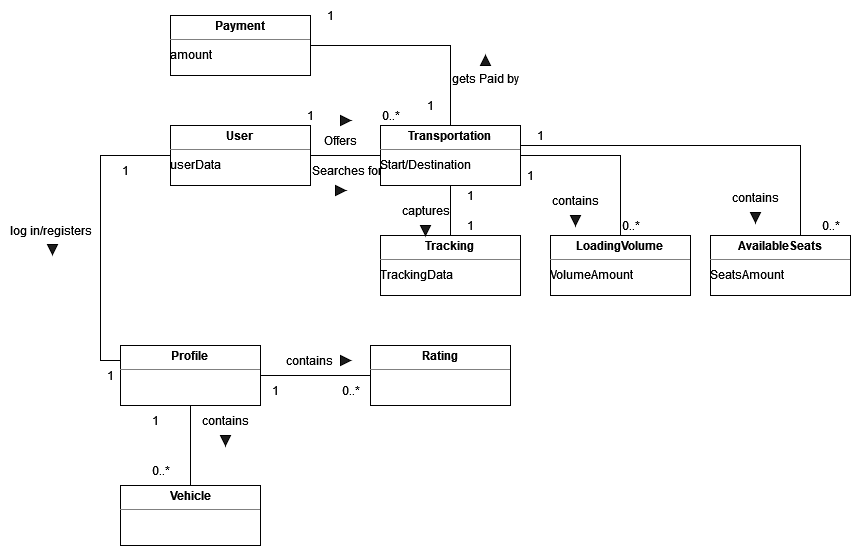 Payment
1
amount
gets Paid by
1
1
0..*
User
Offers
Transportation
1
userData
Searches for
Start/Destination
1
1
contains
contains
1
captures
1
0..*
0..*
log in/registers
Tracking
LoadingVolume
AvailableSeats
TrackingData
VolumeAmount
SeatsAmount
Profile
contains
Rating
1
1
0..*
1
contains
0..*
Vehicle